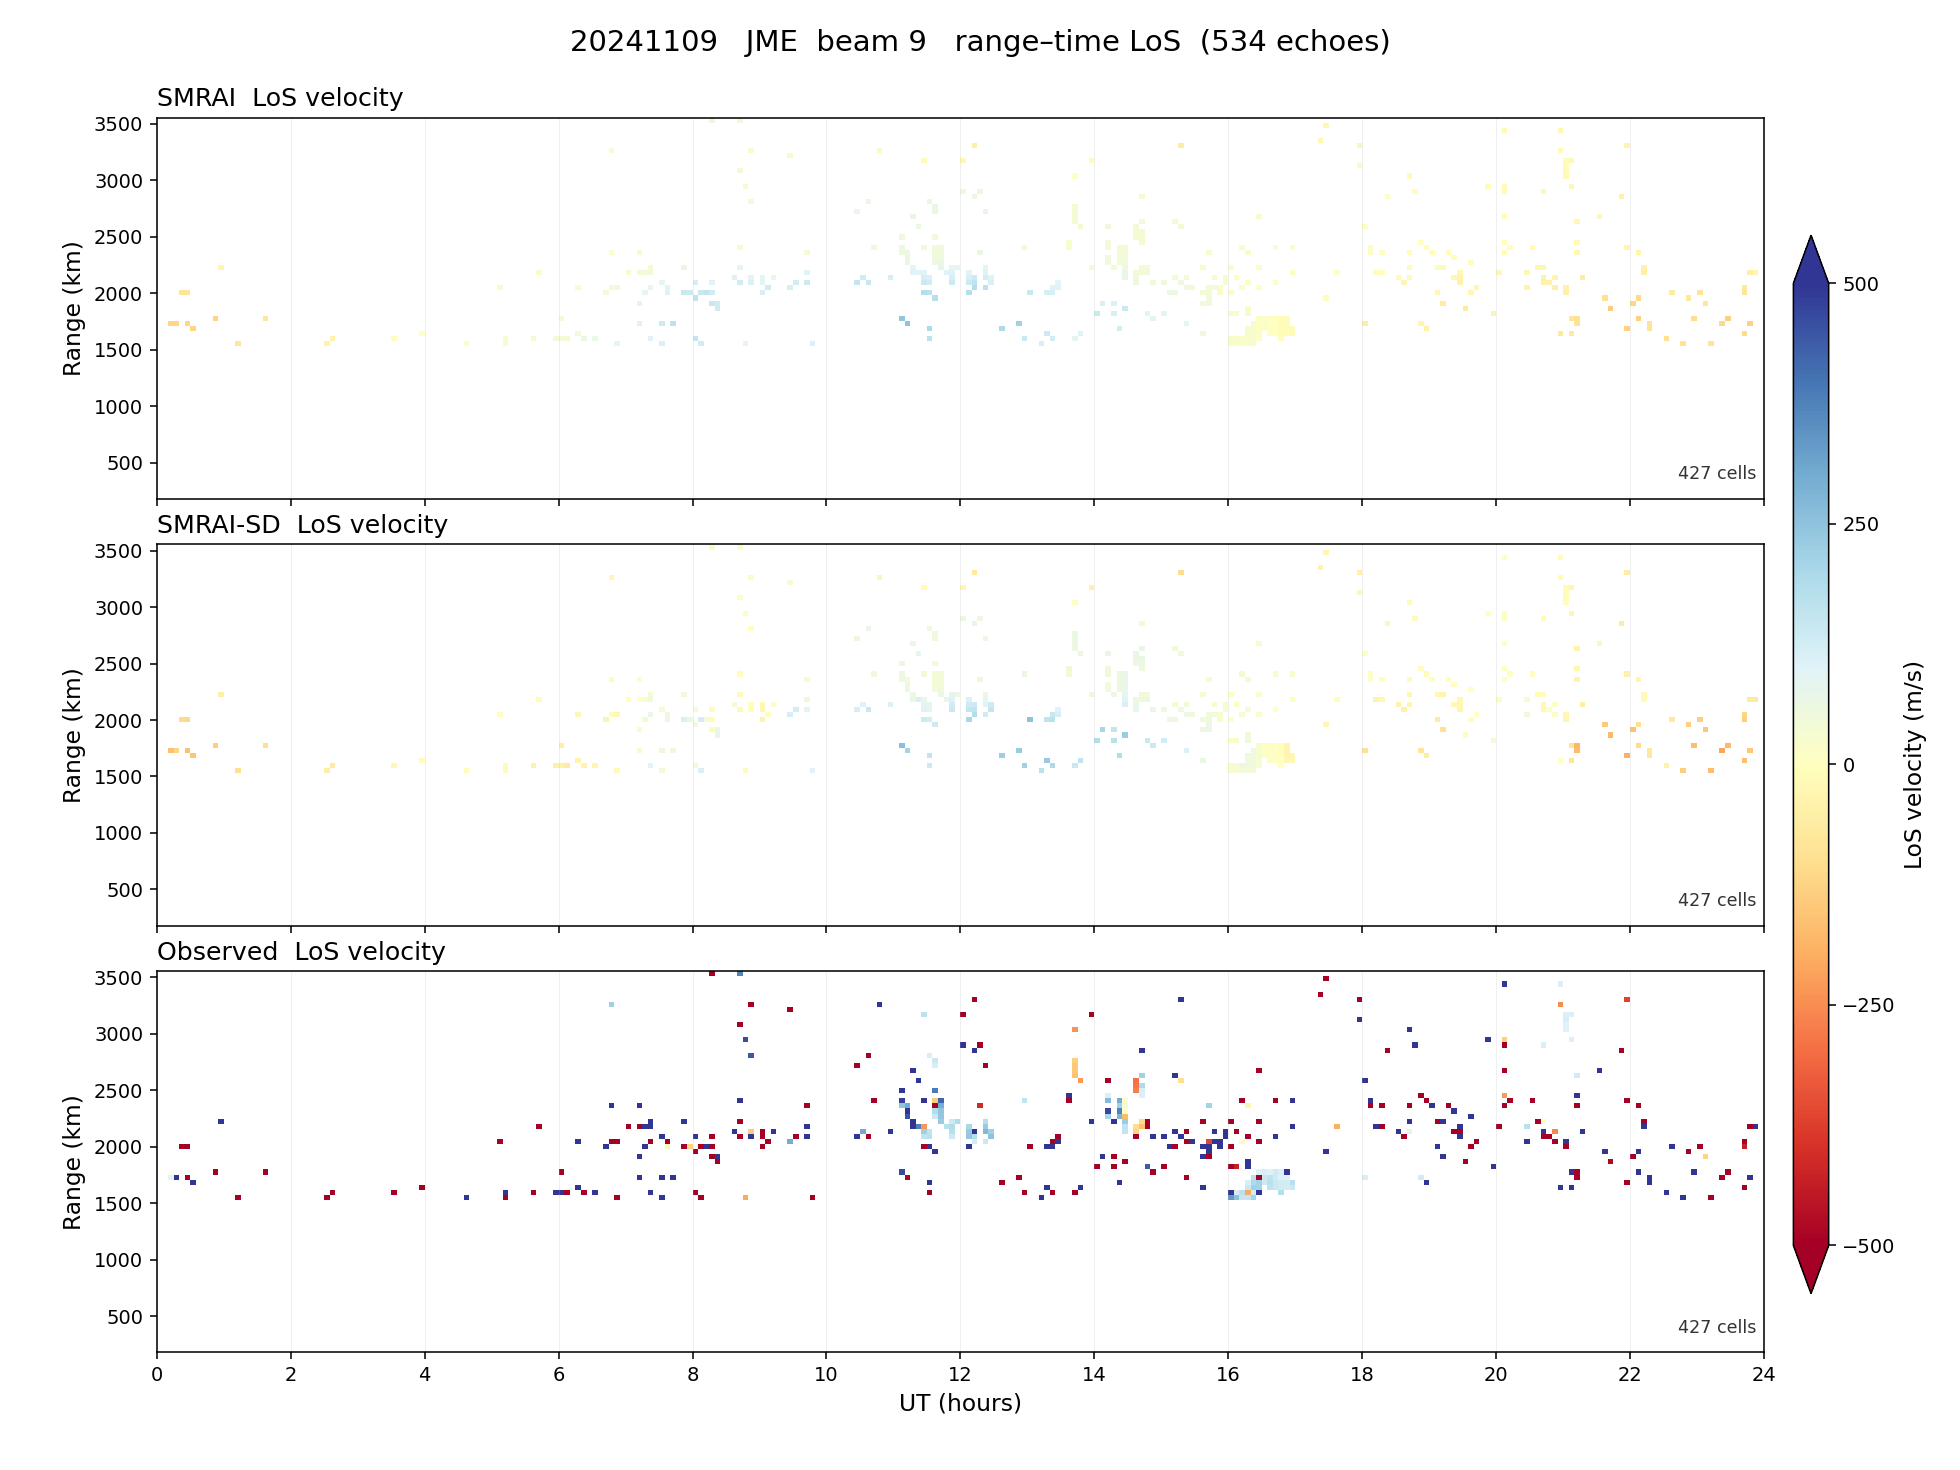 20241109   JME  beam 9   range–time LoS  (534 echoes)
SMRAI  LoS velocity
3500
3000
2500
2000
1500
1000
500
Range (km)
427 cells
SMRAI-SD  LoS velocity
3500
3000
2500
2000
1500
1000
500
Range (km)
427 cells
Observed  LoS velocity
3500
3000
2500
2000
1500
1000
500
Range (km)
427 cells
0 2 4 6 8 10 12 14 16 18 20 22 24
UT (hours)
500
250
0
−250
−500
LoS velocity (m/s)